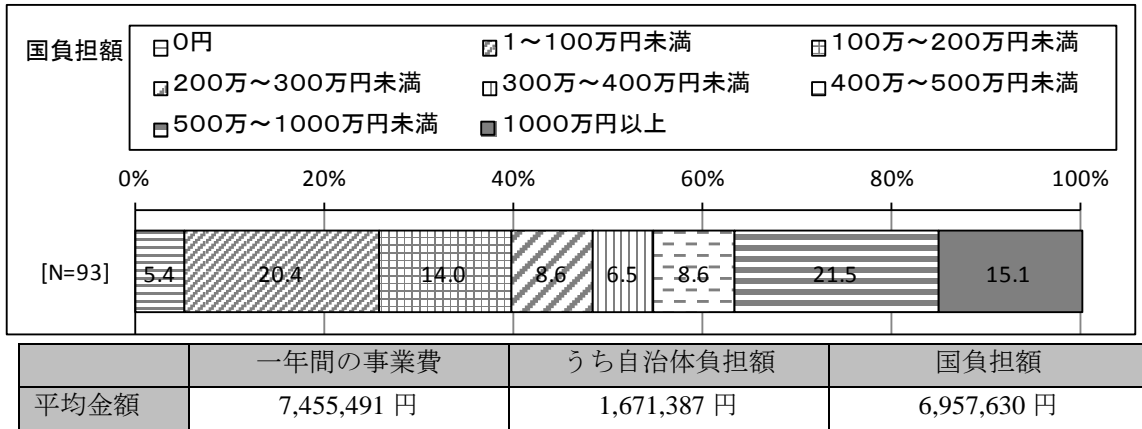 国負担額
0円 1～100万円未満 100万～200万円未満
200万～300万円未満 300万～400万円未満 400万～500万円未満
500万～1000万円未満 1000万円以上
0% 20% 40% 60% 80% 100%
[N=93] 5.4 20.4 14.0 8.6 6.5 8.6 21.5 15.1
一年間の事業費 うち自治体負担額 国負担額
平均金額 7,455,491 円 1,671,387 円 6,957,630 円